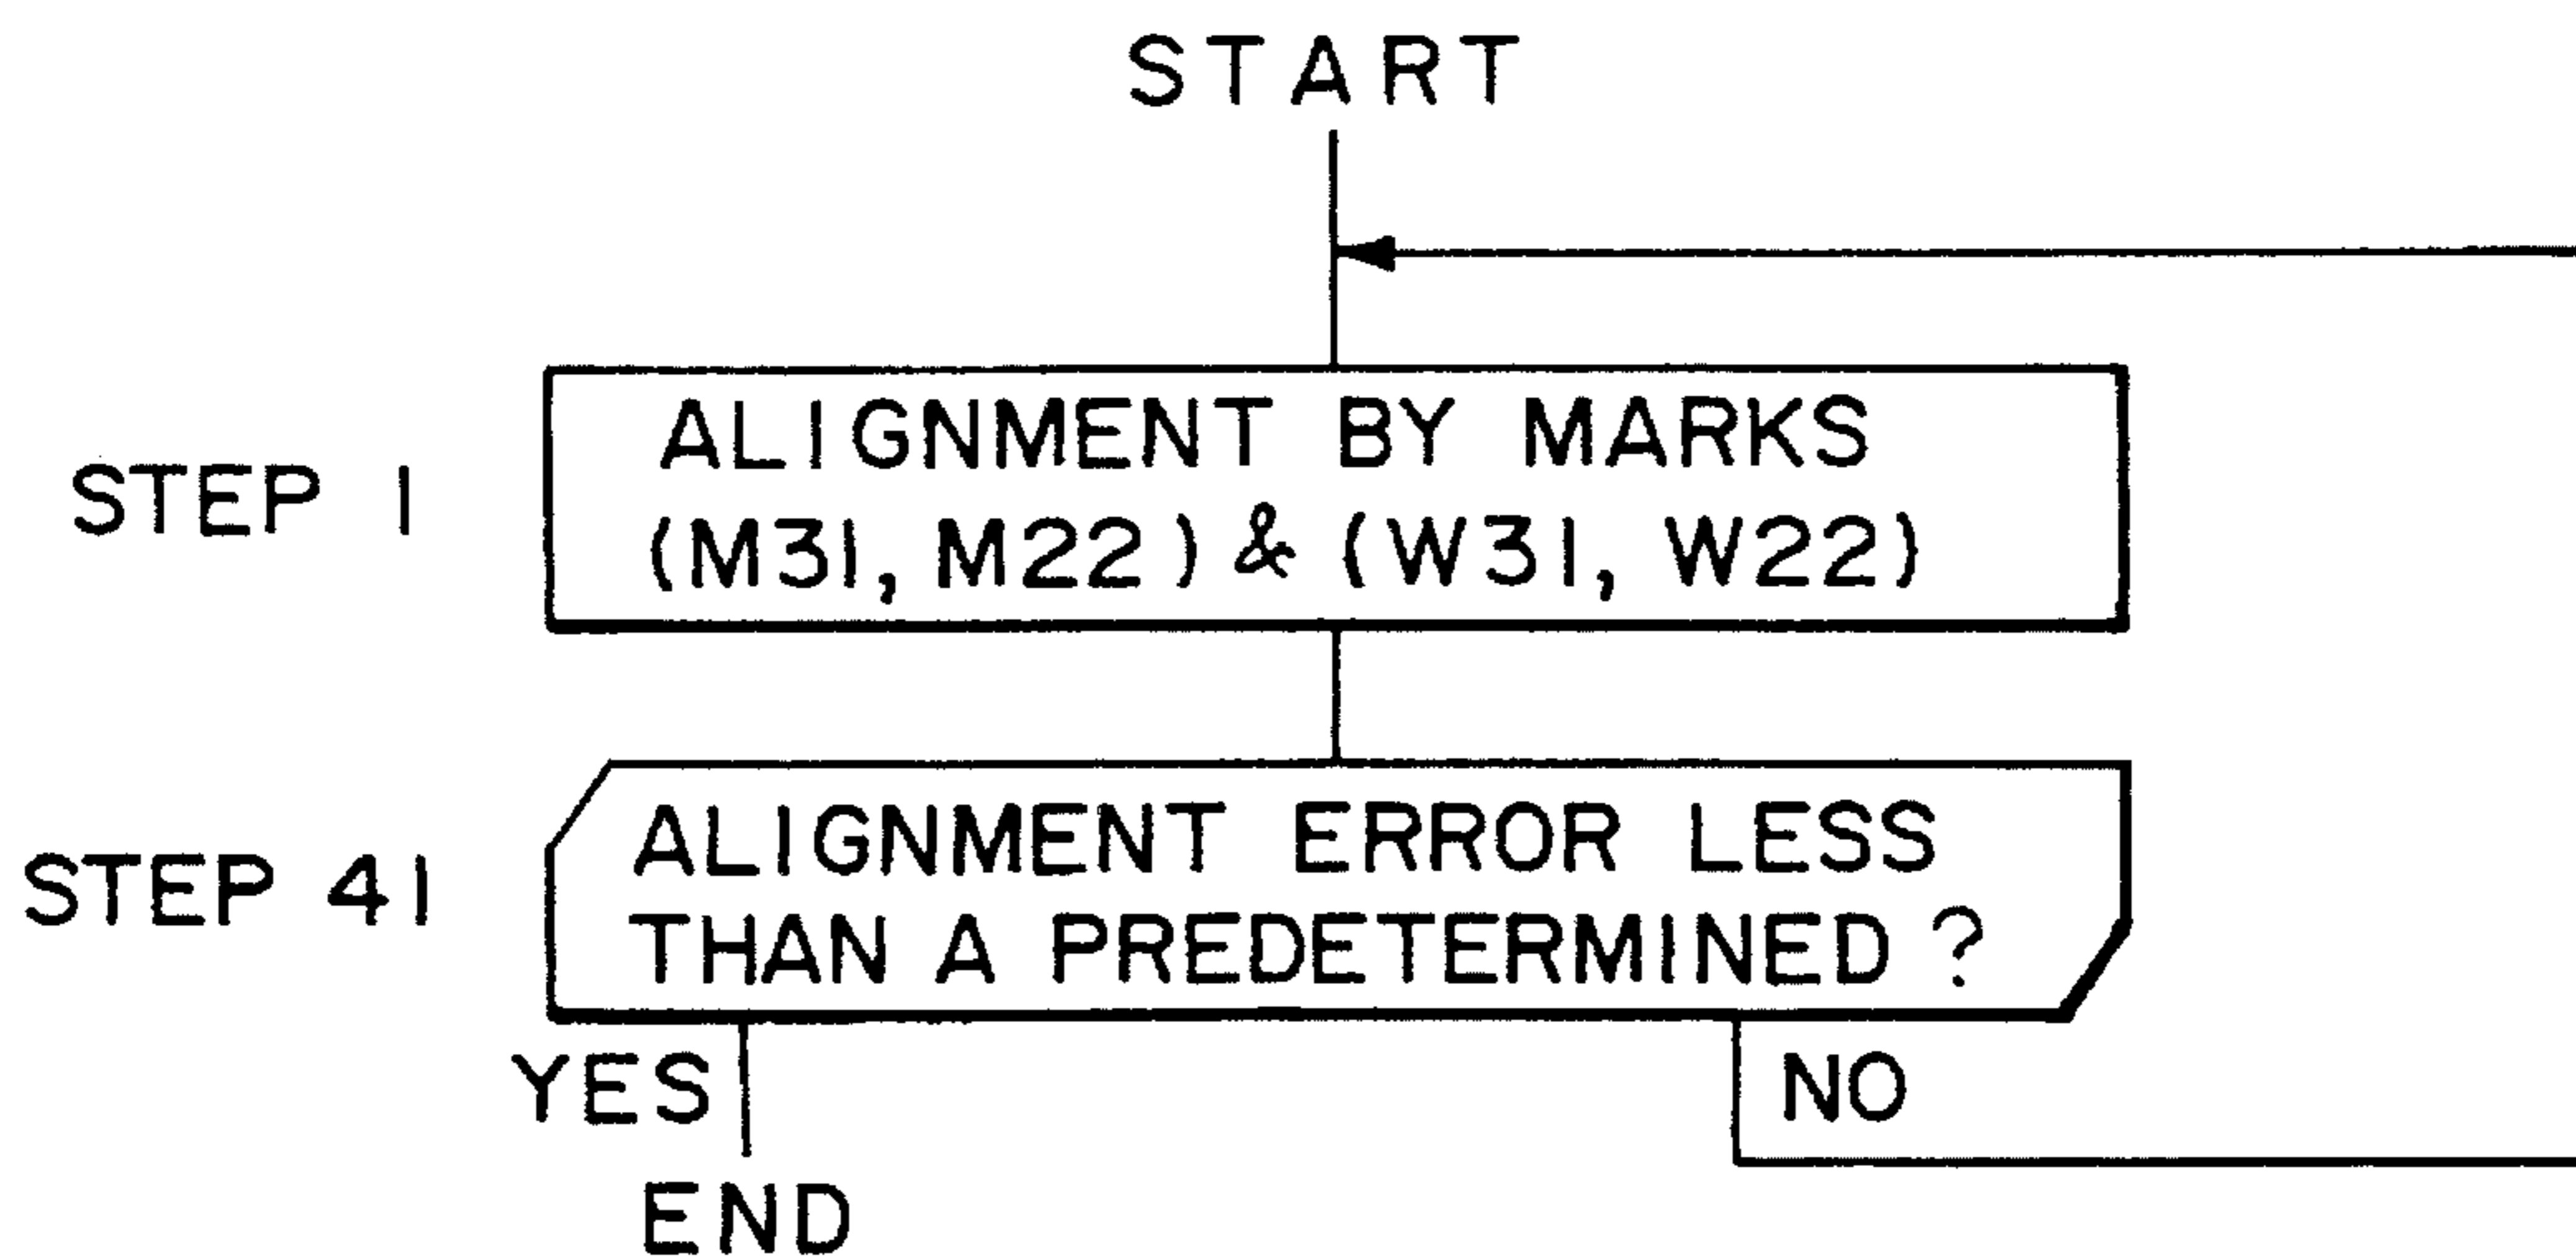 START
STEP 1
ALIGNMENT BY MARKS
(M31, M22) & (W31, W22)
STEP 41
ALIGNMENT ERROR LESS
THAN A PREDETERMINED ?
YES
NO
END